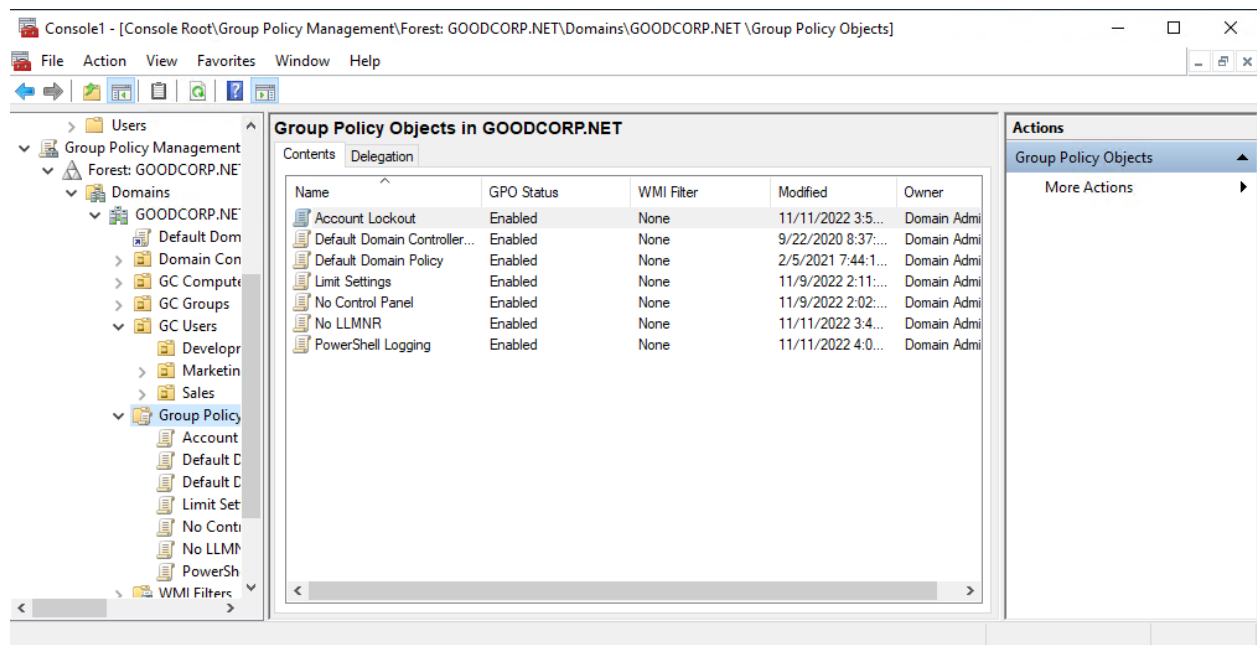 Console1 - [Console Root\Group Policy Management\Forest: GOODCORP.NET\Domains\GOODCORP.NET \Group Policy Objects]
File Action View Favorites Window Help
Users
Group Policy Management
Forest: GOODCORP.NE
Domains
GOODCORP.NE
Default Dom
Domain Con
GC Compute
GC Groups
GC Users
Developr
Marketin
Sales
Group Policy
Account
Default D
Default D
Limit Set
No Contr
No LLMN
PowerSh
WMI Filters
Group Policy Objects in GOODCORP.NET
Contents Delegation
Name GPO Status WMI Filter Modified Owner
Account Lockout Enabled None 11/11/2022 3:5... Domain Admi
Default Domain Controller... Enabled None 9/22/2020 8:37:... Domain Admi
Default Domain Policy Enabled None 2/5/2021 7:44:1... Domain Admi
Limit Settings Enabled None 11/9/2022 2:11:... Domain Admi
No Control Panel Enabled None 11/9/2022 2:02:... Domain Admi
No LLMNR Enabled None 11/11/2022 3:4... Domain Admi
PowerShell Logging Enabled None 11/11/2022 4:0... Domain Admi
Actions
Group Policy Objects
More Actions